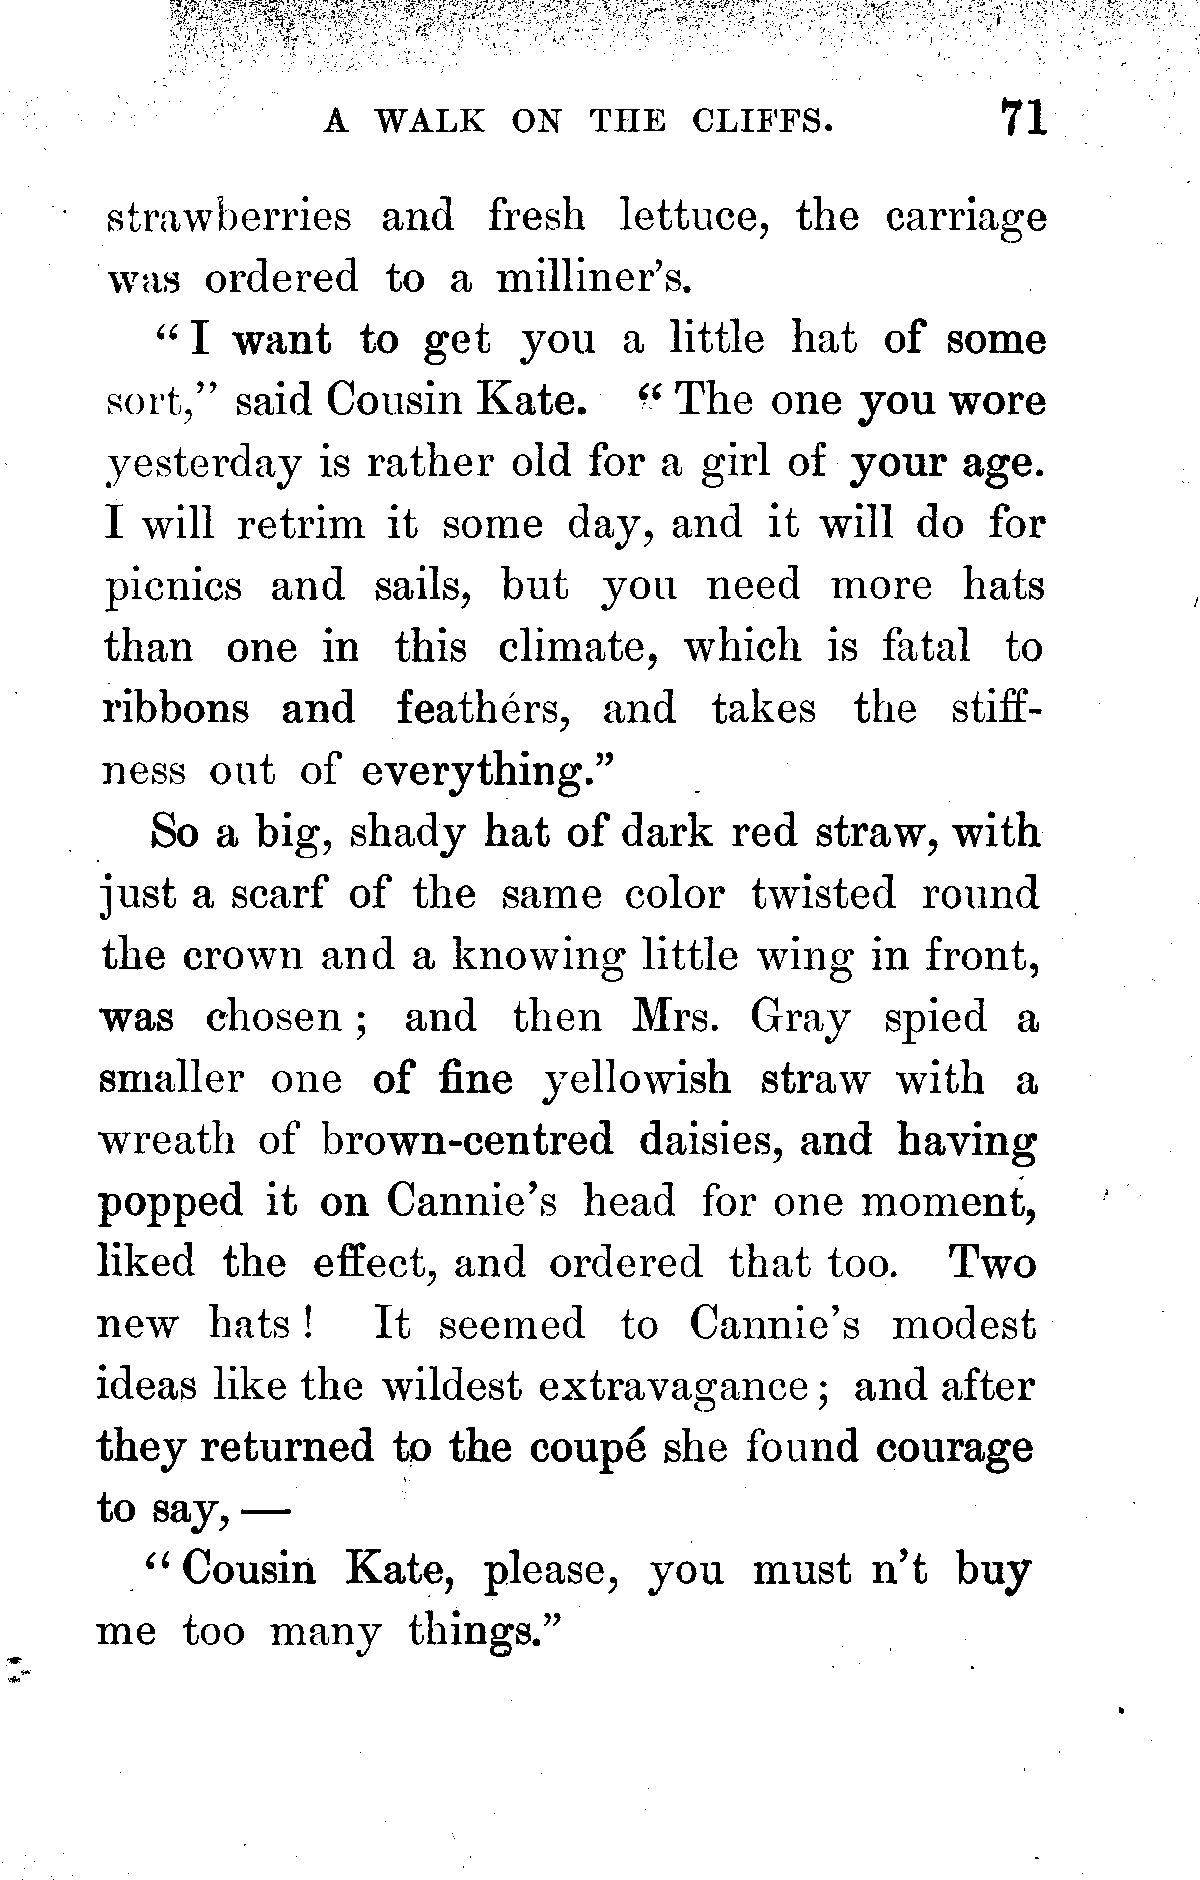 A WALK ON THE CLIFFS. 71
strawberries and fresh lettuce, the carriage
was ordered to a milliner's.
"I want to get you a little hat of some
sort," said Cousin Kate. "The one you wore
yesterday is rather old for a girl of your age.
I will retrim it some day, and it will do for
picnics and sails, but you need more hats
than one in this climate, which is fatal to
ribbons and feathers, and takes the stiff-
ness out of everything."
So a big, shady hat of dark red straw, with
just a scarf of the same color twisted round
the crown and a knowing little wing in front,
was chosen; and then Mrs. Gray spied a
smaller one of fine yellowish straw with a
wreath of brown-centred daisies, and having
popped it on Cannie's head for one moment,
liked the effect, and ordered that too. Two
new hats! It seemed to Cannie's modest
ideas like the wildest extravagance; and after
they returned to the coupé she found courage
to say,—
"Cousin Kate, please, you must n't buy
me too many things."